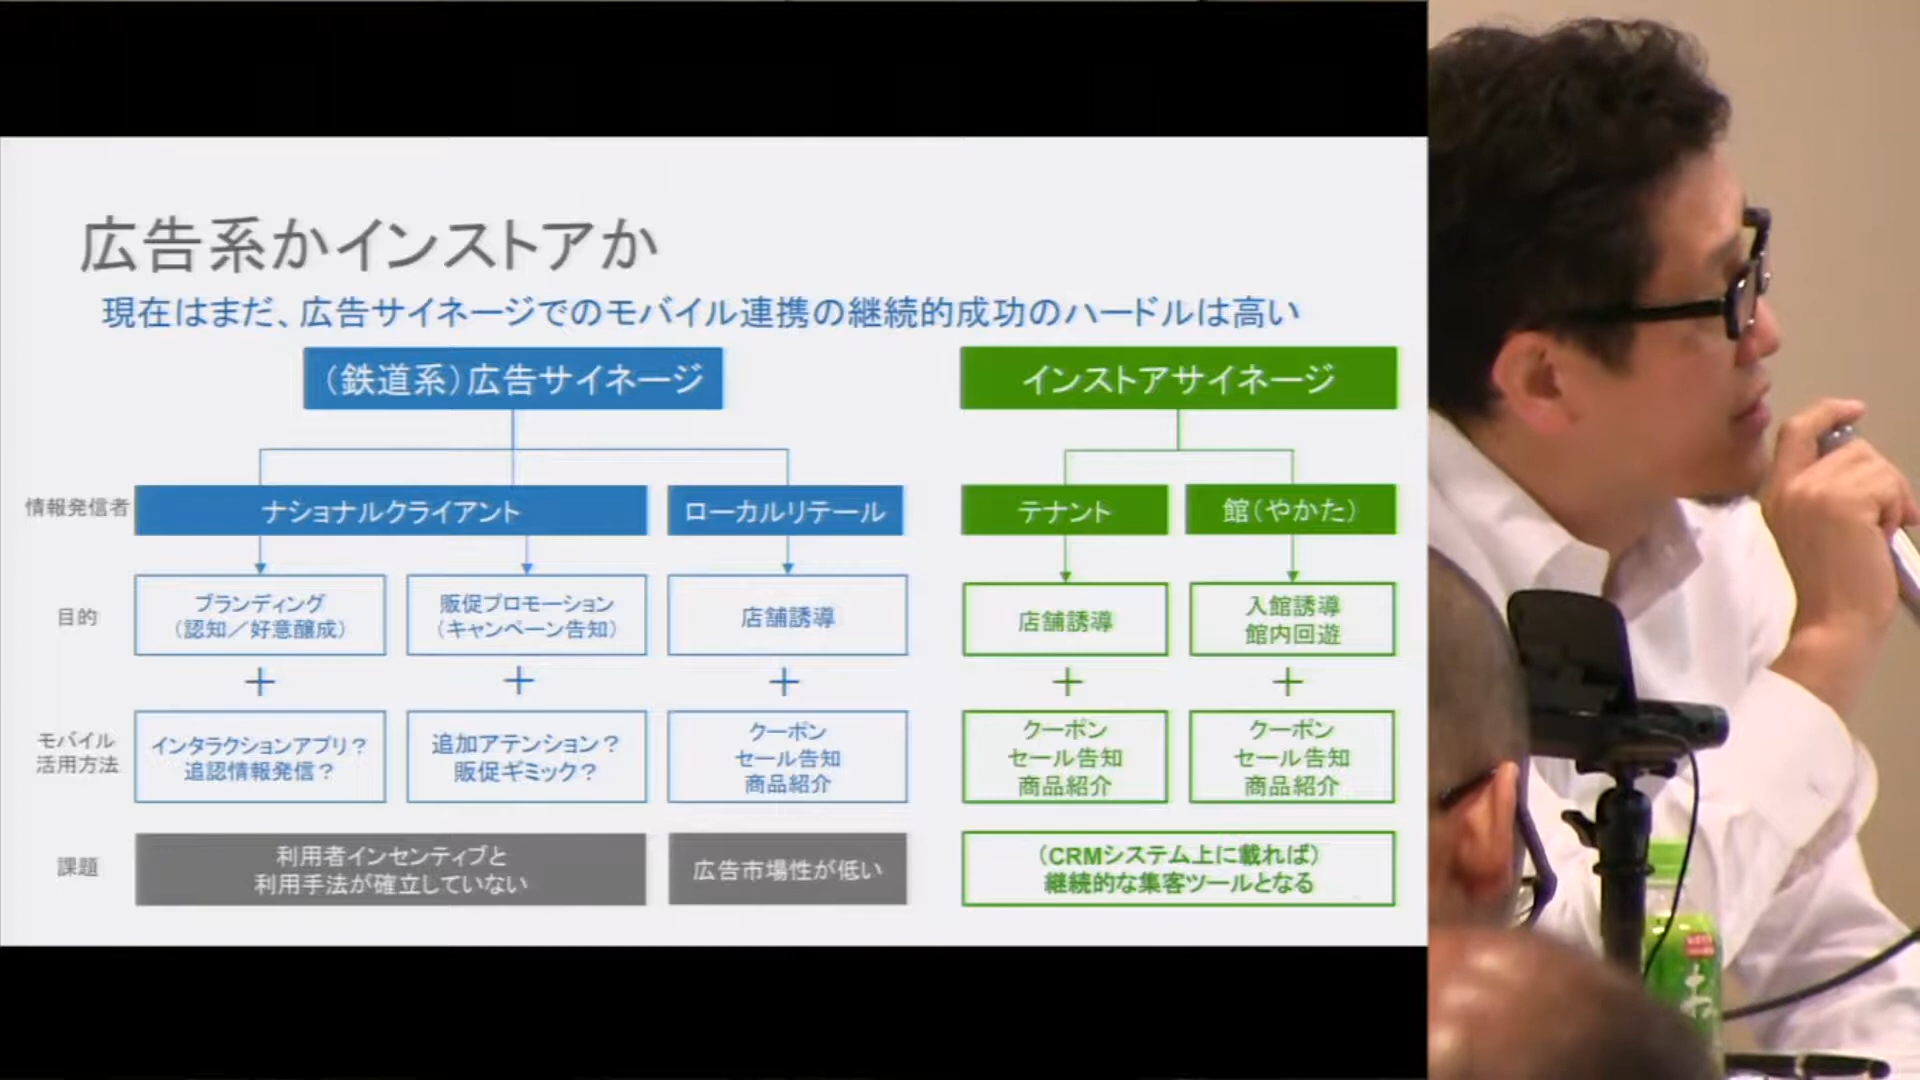 広告系かインストアか
現在はまだ、広告サイネージでのモバイル連携の継続的成功のハードルは高い
（鉄道系）広告サイネージ
インストアサイネージ
情報発信者
ナショナルクライアント
ローカルリテール
テナント
館（やかた）
目的
ブランディング
（認知／好意醸成）
販促プロモーション
（キャンペーン告知）
店舗誘導
店舗誘導
入館誘導
館内回遊
＋
＋
＋
＋
＋
モバイル
活用方法
インタラクションアプリ？
追認情報発信？
追加アテンション？
販促ギミック？
クーポン
セール告知
商品紹介
クーポン
セール告知
商品紹介
クーポン
セール告知
商品紹介
課題
利用者インセンティブと
利用手法が確立していない
広告市場性が低い
（CRMシステム上に載れば）
継続的な集客ツールとなる